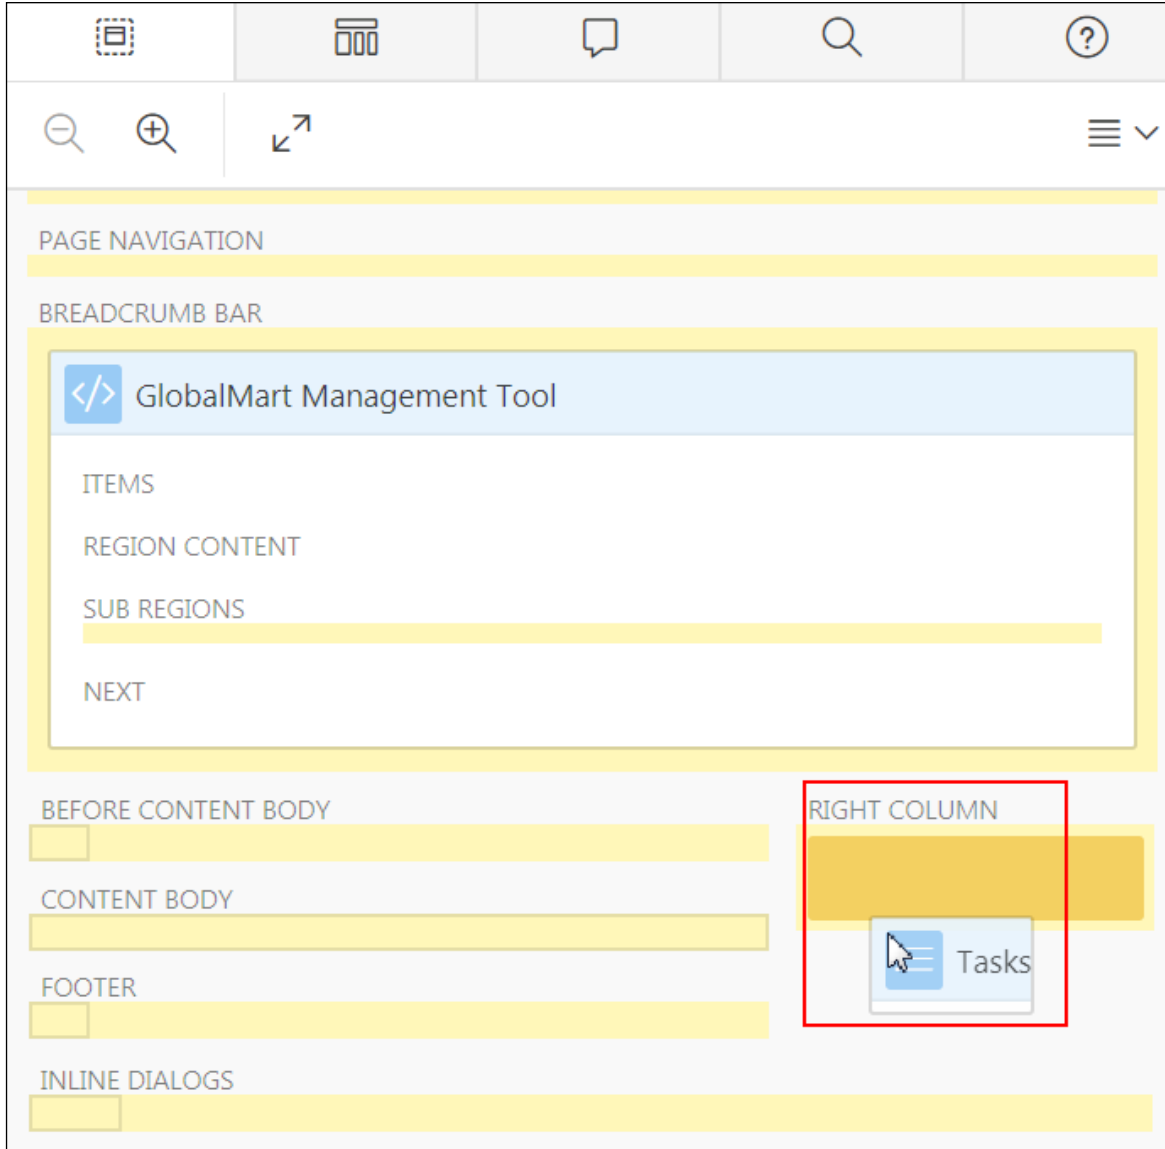 PAGE NAVIGATION
BREADCRUMB BAR
</> GlobalMart Management Tool
ITEMS
REGION CONTENT
SUB REGIONS
NEXT
BEFORE CONTENT BODY
RIGHT COLUMN
CONTENT BODY
Tasks
FOOTER
INLINE DIALOGS